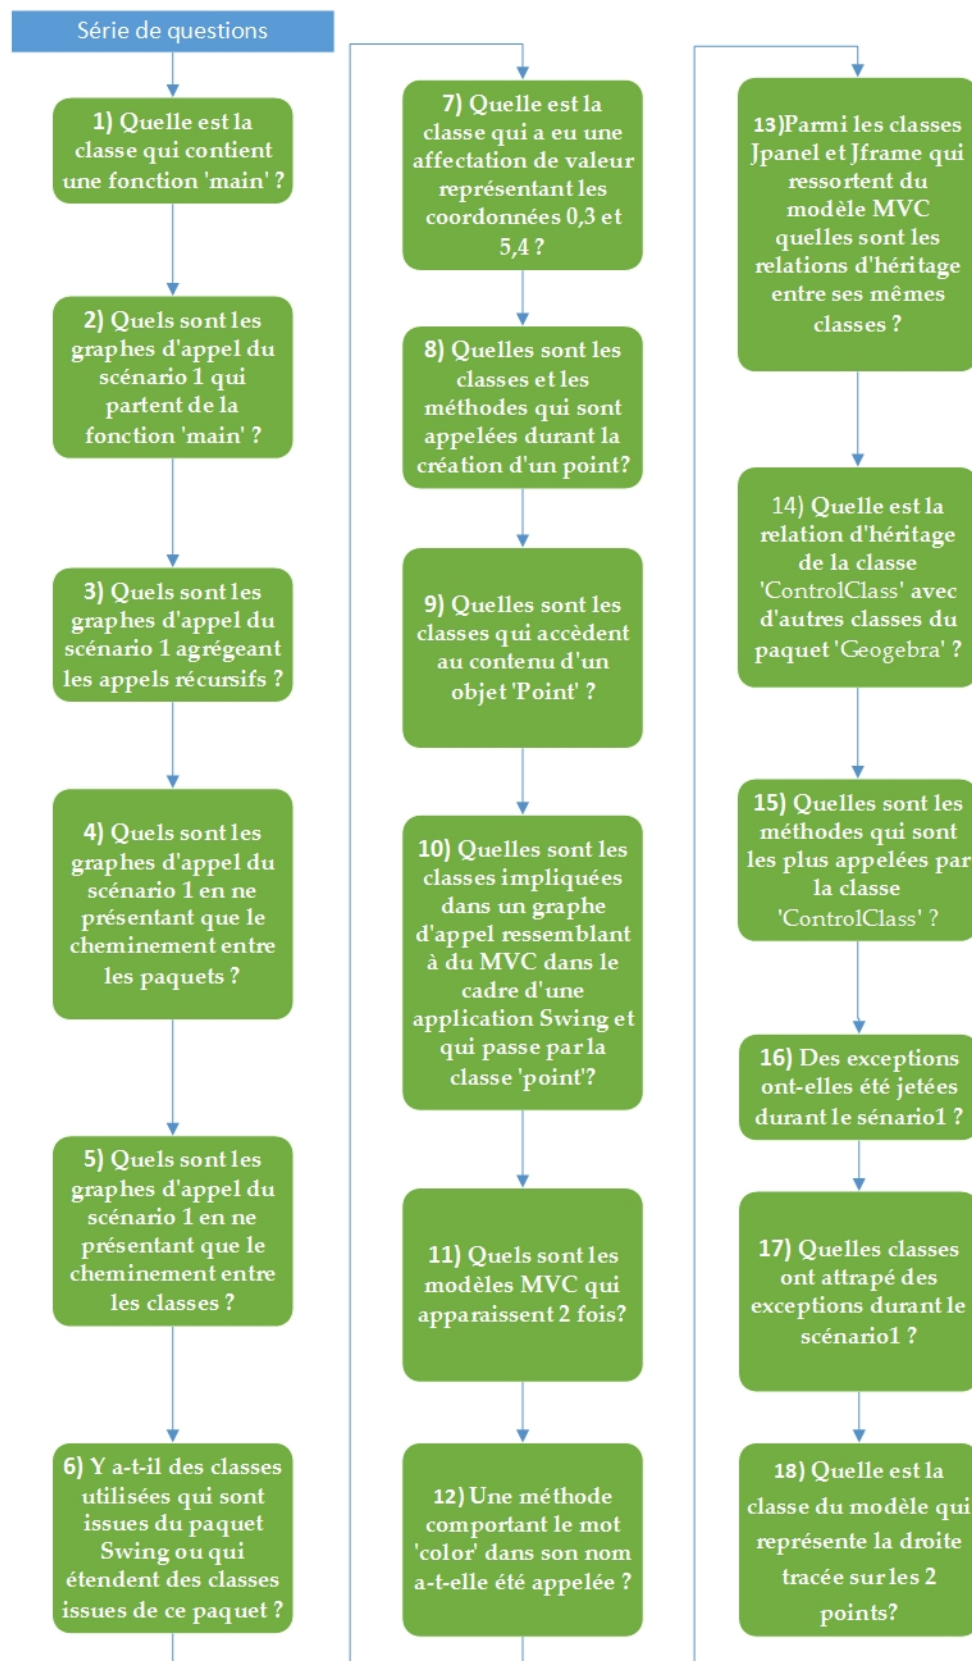 Série de questions
1) Quelle est la
classe qui contient
une fonction 'main' ?
2) Quels sont les
graphes d'appel du
scénario 1 qui
partent de la
fonction 'main' ?
3) Quels sont les
graphes d'appel du
scénario 1 agrégeant
les appels récursifs ?
4) Quels sont les
graphes d'appel du
scénario 1 en ne
présentant que le
cheminement entre
les paquets ?
5) Quels sont les
graphes d'appel du
scénario 1 en ne
présentant que le
cheminement entre
les classes ?
6) Y a-t-il des classes
utilisées qui sont
issues du paquet
Swing ou qui
étendent des classes
issues de ce paquet ?
7) Quelle est la
classe qui a eu une
affectation de valeur
représentant les
coordonnées 0,3 et
5,4 ?
8) Quelles sont les
classes et les
méthodes qui sont
appelées durant la
création d'un point?
9) Quelles sont les
classes qui accèdent
au contenu d'un
objet 'Point' ?
10) Quelles sont les
classes impliquées
dans un graphe
d'appel ressemblant
à du MVC dans le
cadre d'une
application Swing et
qui passe par la
classe 'point'?
11) Quels sont les
modèles MVC qui
apparaissent 2 fois?
12) Une méthode
comportant le mot
'color' dans son nom
a-t-elle été appelée ?
13)Parmi les classes
Jpanel et Jframe qui
ressortent du
modèle MVC
quelles sont les
relations d'héritage
entre ses mêmes
classes ?
14) Quelle est la
relation d'héritage
de la classe
'ControlClass' avec
d'autres classes du
paquet 'Geogebra' ?
15) Quelles sont les
méthodes qui sont
les plus appelées par
la classe
'ControlClass' ?
16) Des exceptions
ont-elles été jetées
durant le sénario1 ?
17) Quelles classes
ont attrapé des
exceptions durant le
scénario1 ?
18) Quelle est la
classe du modèle qui
représente la droite
tracée sur les 2
points?